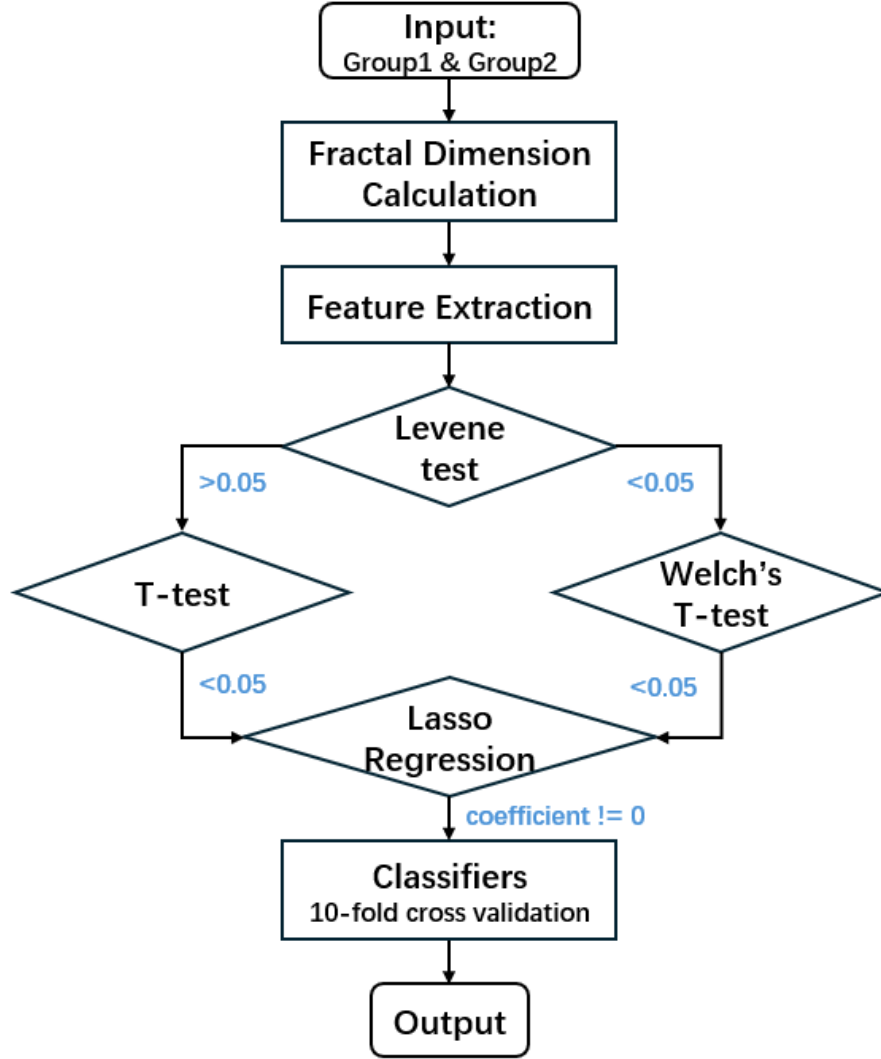 Input:
Group1 & Group2
Fractal Dimension
Calculation
Feature Extraction
Levene
test
>0.05
<0.05
T-test
Welch’s
T-test
<0.05
<0.05
Lasso
Regression
coefficient != 0
Classifiers
10-fold cross validation
Output